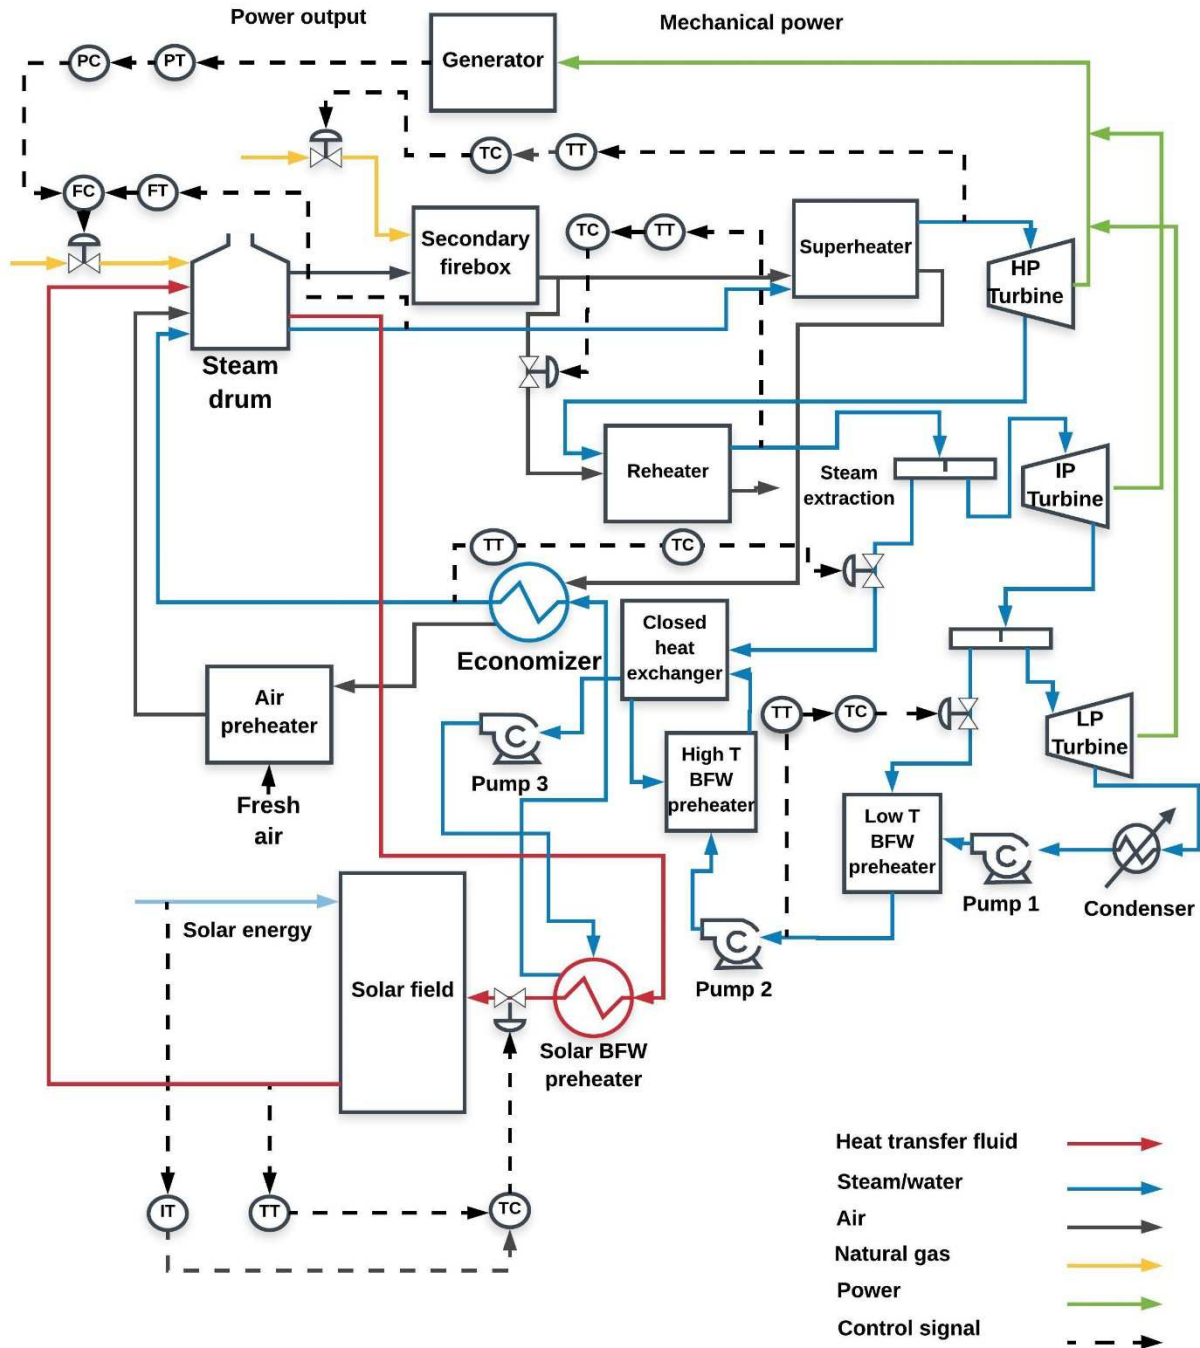 Power output
Mechanical power
Generator
PC
PT
TC
TT
FC
FT
TC
TT
Secondary
firebox
Superheater
HP
Turbine
Steam
drum
Reheater
Steam
extraction
IP
Turbine
TT
TC
Closed
heat
exchanger
Economizer
Air
preheater
TT
TC
LP
Turbine
High T
BFW
preheater
Pump 3
Fresh
air
Low T
BFW
preheater
C
C
Pump 1
Condenser
Solar energy
C
Pump 2
Solar field
Solar BFW
preheater
IT
TT
TC
Heat transfer fluid
Steam/water
Air
Natural gas
Power
Control signal